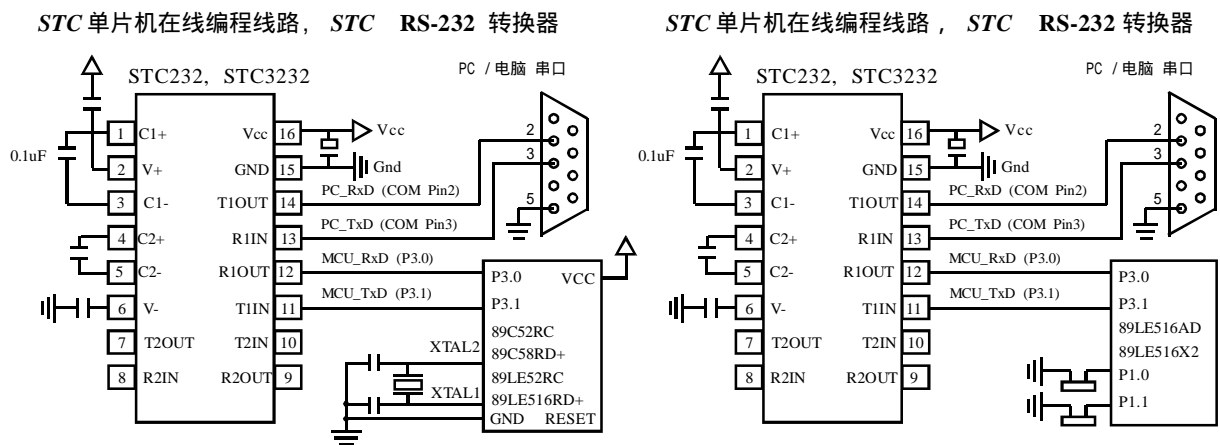 STC 单片机在线编程线路， STC RS-232 转换器
STC232, STC3232
PC /电脑 串口
0.1uF
1 C1+ Vcc 16 Vcc
2 V+ GND 15 Gnd
3 C1- T1OUT 14 PC_RxD (COM Pin2)
4 C2+ R1IN 13 PC_TxD (COM Pin3)
5 C2- R1OUT 12 MCU_RxD (P3.0)
6 V- T1IN 11 MCU_TxD (P3.1)
7 T2OUT T2IN 10
8 R2IN R2OUT 9
2
3
5
P3.0 VCC
P3.1
89C52RC
XTAL2 89C58RD+
89LE52RC
XTAL1 89LE516RD+
GND RESET
STC 单片机在线编程线路， STC RS-232 转换器
STC232, STC3232
PC /电脑 串口
0.1uF
1 C1+ Vcc 16 Vcc
2 V+ GND 15 Gnd
3 C1- T1OUT 14 PC_RxD (COM Pin2)
4 C2+ R1IN 13 PC_TxD (COM Pin3)
5 C2- R1OUT 12 MCU_RxD (P3.0)
6 V- T1IN 11 MCU_TxD (P3.1)
7 T2OUT T2IN 10
8 R2IN R2OUT 9
2
3
5
P3.0
P3.1
89LE516AD
89LE516X2
P1.0
P1.1